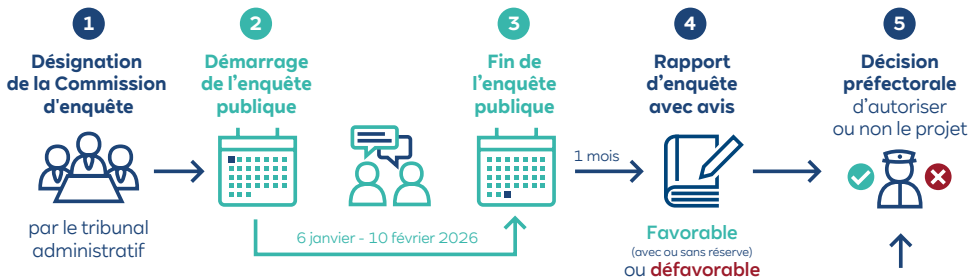 1
Désignation
de la Commission
d'enquête
par le tribunal
administratif
2
Démarrage
de l'enquête
publique
6 janvier - 10 février 2026
3
Fin de
l'enquête
publique
1 mois
4
Rapport
d'enquête
avec avis
Favorable
(avec ou sans réserve)
ou défavorable
5
Décision
préfectorale
d'autoriser
ou non le projet